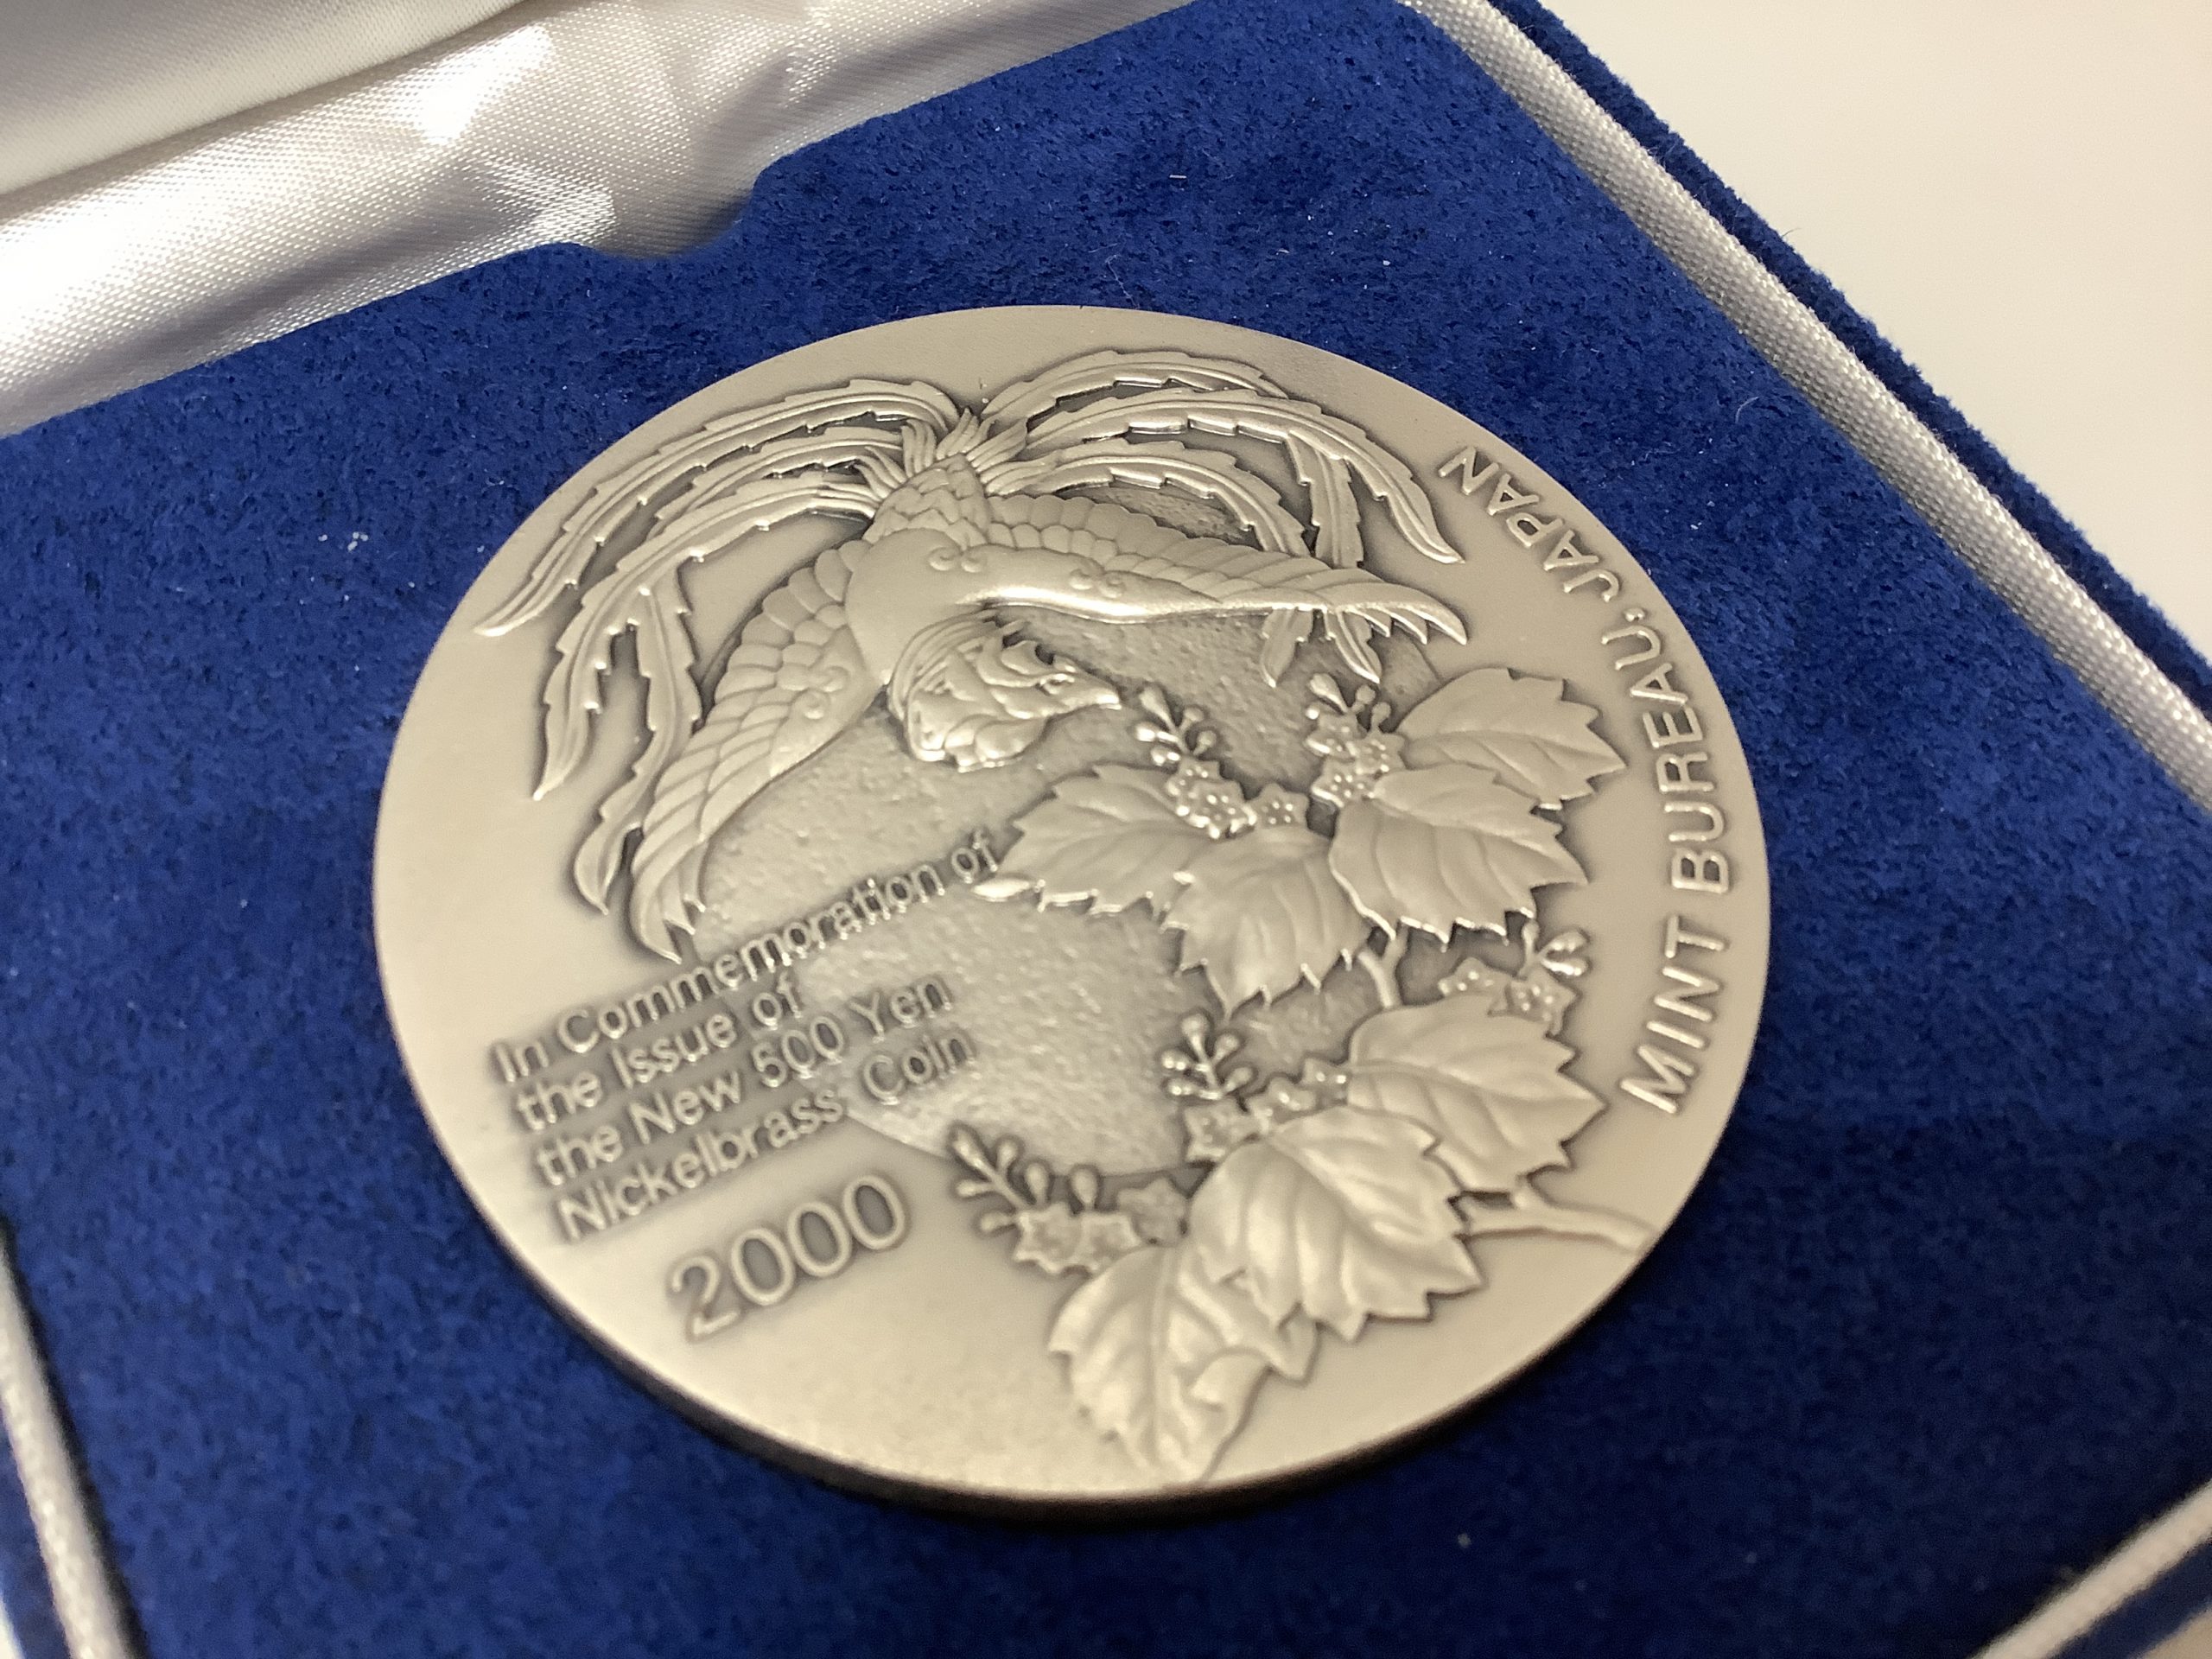 In Commemoration of
the Issue of
the New 500 Yen
Nickelbrass Coin
2000
MINT BUREAU, JAPAN